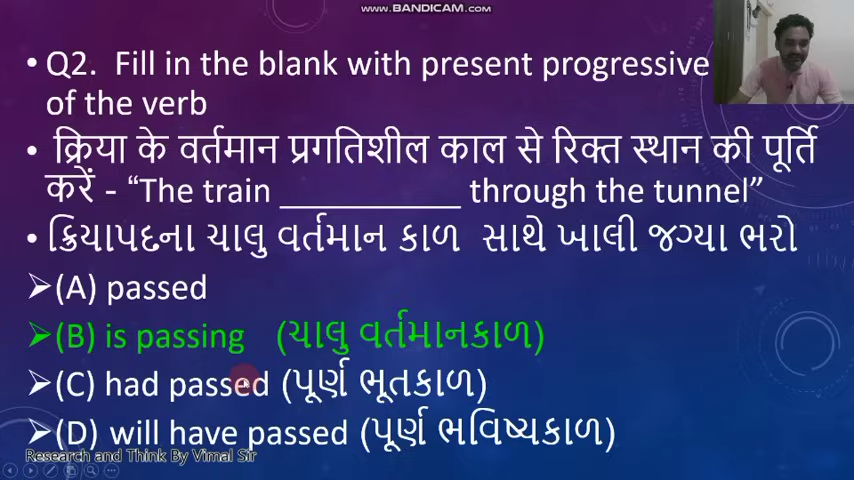 WWW.BANDICAM.COM
• Q2. Fill in the blank with present progressive
of the verb
• क्रिया के वर्तमान प्रगतिशील काल से रिक्त स्थान की पूर्ति
करें - “The train __________ through the tunnel”
• ક્રિયાપદના ચાલુ વર્તમાન કાળ સાથે ખાલી જગ્યા ભરો
➢(A) passed
➢(B) is passing (ચાલુ વર્તમાનકાળ)
➢(C) had passed (પૂર્ણ ભૂતકાળ)
➢(D) will have passed (પૂર્ણ ભવિષ્યકાળ)
Research and Think By Vimal Sir